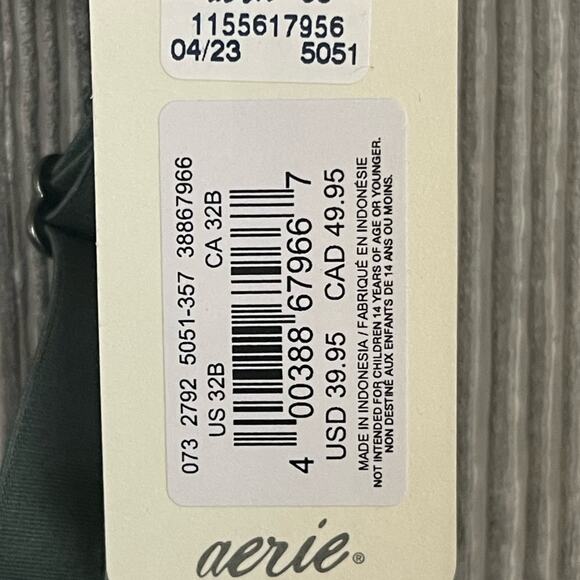 1155617956
04/23 5051
073 2792 5051-357 38867966
US 32B CA 32B
4 00388 67966 7
USD 39.95 CAD 49.95
MADE IN INDONESIA / FABRIQUÉ EN INDONÉSIE
NOT INTENDED FOR CHILDREN 14 YEARS OF AGE OR YOUNGER.
NON DESTINÉ AUX ENFANTS DE 14 ANS OU MOINS.
aerie®